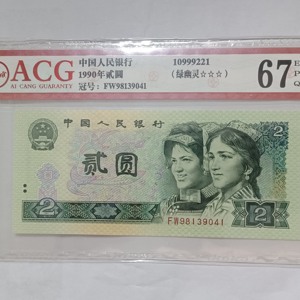 ACG
AI CANG GUARANTY
中国人民银行
1990年贰圆
冠号: FW98139041
10999221
(绿幽灵☆☆☆)
67 E
P
Q
中国人民银行
贰圆
2
2
FW98139041